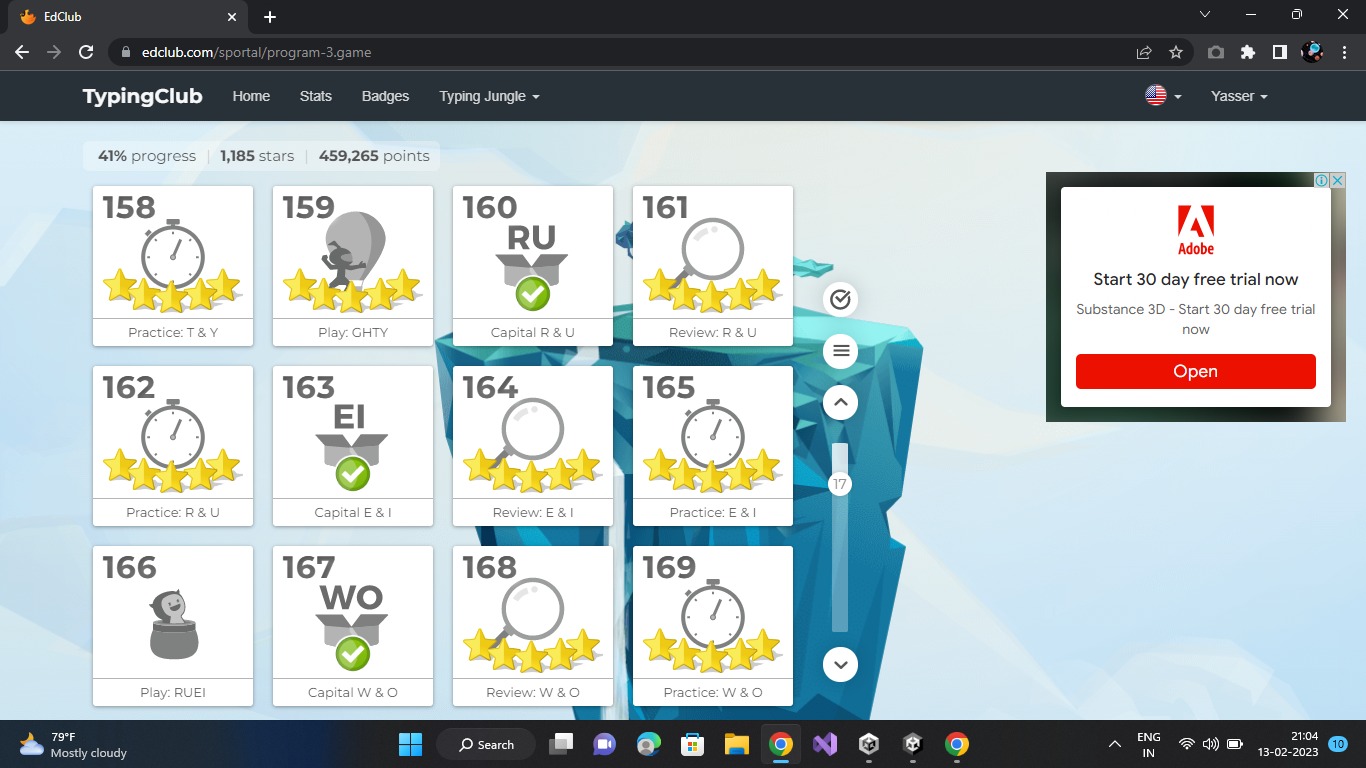 EdClub
edclub.com/sportal/program-3.game
TypingClub Home Stats Badges Typing Jungle Yasser
41% progress | 1,185 stars | 459,265 points
158
Practice: T & Y
159
Play: GHTY
160
RU
Capital R & U
161
Review: R & U
162
Practice: R & U
163
EI
Capital E & I
164
Review: E & I
165
Practice: E & I
166
Play: RUEI
167
WO
Capital W & O
168
Review: W & O
169
Practice: W & O
17
Adobe
Start 30 day free trial now
Substance 3D - Start 30 day free trial
now
Open
79°F
Mostly cloudy
Search
ENG
IN
21:04
13-02-2023
10